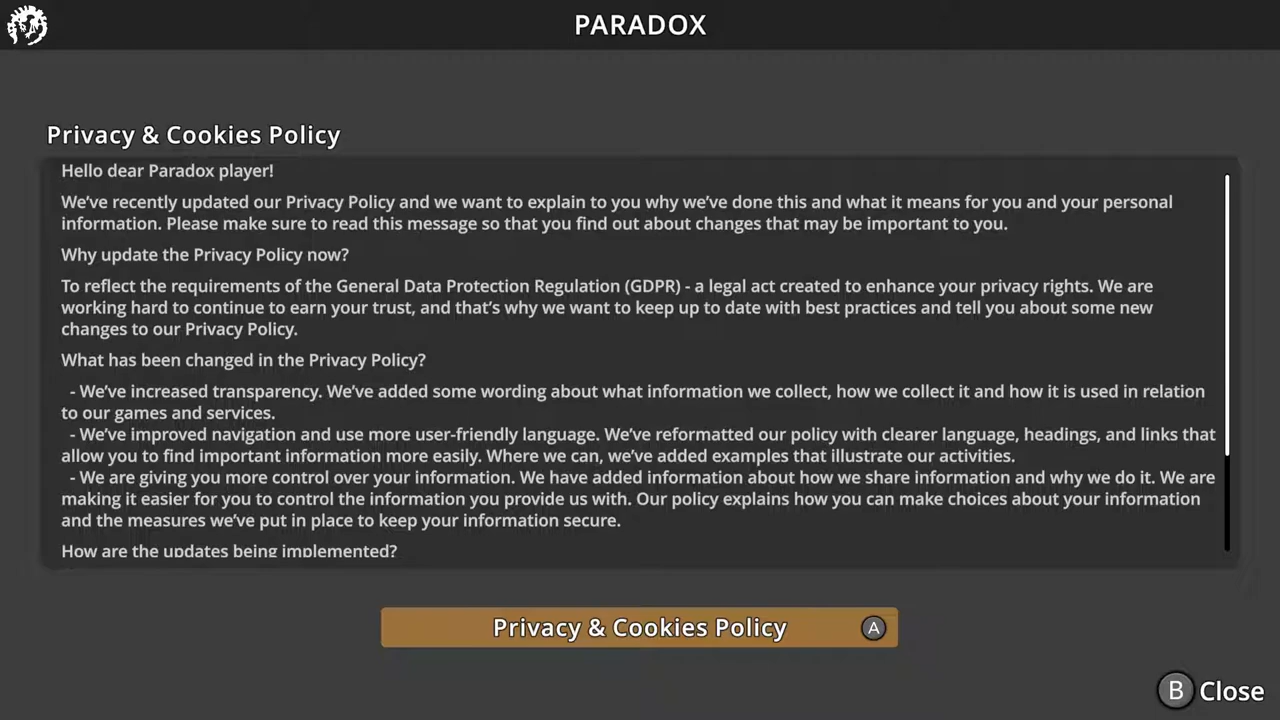 PARADOX
Privacy & Cookies Policy
Hello dear Paradox player!
We've recently updated our Privacy Policy and we want to explain to you why we've done this and what it means for you and your personal
information. Please make sure to read this message so that you find out about changes that may be important to you.
Why update the Privacy Policy now?
To reflect the requirements of the General Data Protection Regulation (GDPR) - a legal act created to enhance your privacy rights. We are
working hard to continue to earn your trust, and that's why we want to keep up to date with best practices and tell you about some new
changes to our Privacy Policy.
What has been changed in the Privacy Policy?
- We've increased transparency. We've added some wording about what information we collect, how we collect it and how it is used in relation
to our games and services.
- We've improved navigation and use more user-friendly language. We've reformatted our policy with clearer language, headings, and links that
allow you to find important information more easily. Where we can, we've added examples that illustrate our activities.
- We are giving you more control over your information. We have added information about how we share information and why we do it. We are
making it easier for you to control the information you provide us with. Our policy explains how you can make choices about your information
and the measures we've put in place to keep your information secure.
How are the updates being implemented?
Privacy & Cookies Policy A
B Close